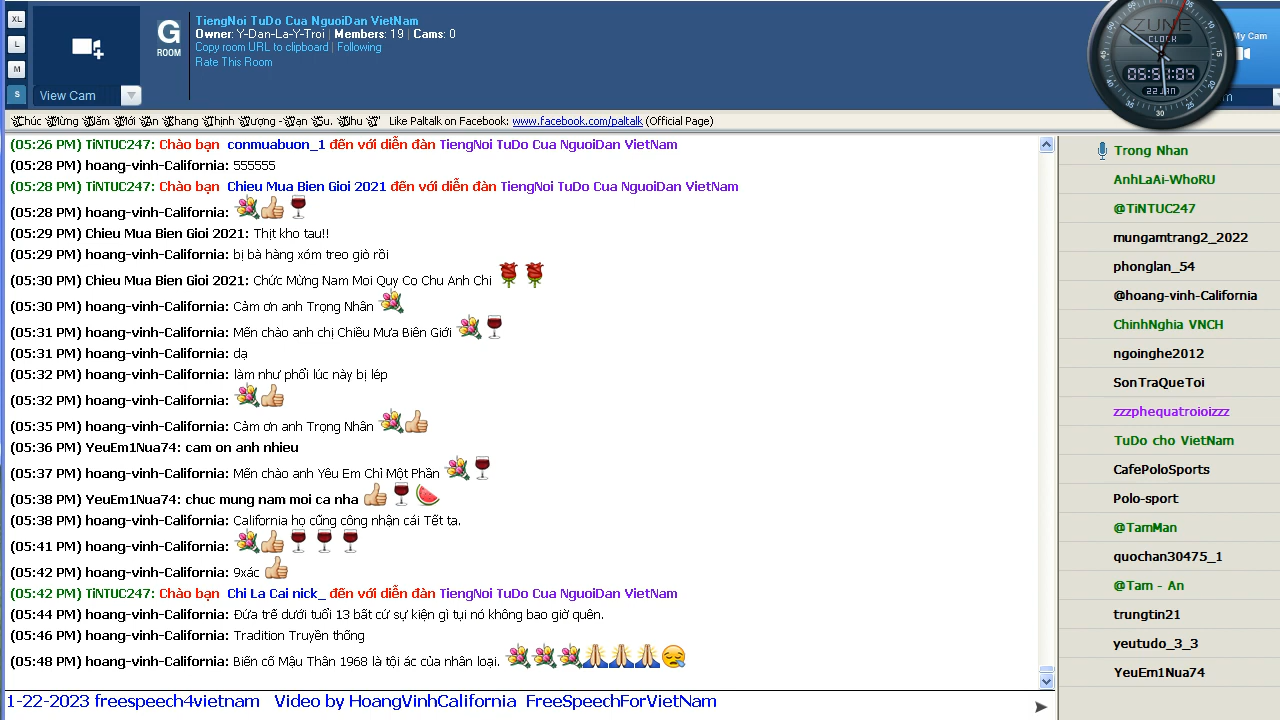 XL
L
M
S
View Cam
G
ROOM
TiengNoi TuDo Cua NguoiDan VietNam
Owner: Y-Dan-La-Y-Troi | Members: 19 | Cams: 0
Copy room URL to clipboard | Following
Rate This Room
ZUNE
CLOCK
05:51:04
22 JAN
My Cam
Like Paltalk on Facebook: www.facebook.com/paltalk (Official Page)
(05:26 PM) TiNTUC247: Chào bạn conmuabuon_1 đến với diễn đàn TiengNoi TuDo Cua NguoiDan VietNam
(05:28 PM) hoang-vinh-California: 555555
(05:28 PM) TiNTUC247: Chào bạn Chieu Mua Bien Gioi 2021 đến với diễn đàn TiengNoi TuDo Cua NguoiDan VietNam
(05:28 PM) hoang-vinh-California:
(05:29 PM) Chieu Mua Bien Gioi 2021: Thịt kho tau!!
(05:29 PM) hoang-vinh-California: bị bà hàng xóm treo giò rồi
(05:30 PM) Chieu Mua Bien Gioi 2021: Chức Mừng Nam Moi Quy Co Chu Anh Chi
(05:30 PM) hoang-vinh-California: Cảm ơn anh Trọng Nhân
(05:31 PM) hoang-vinh-California: Mến chào anh chị Chiều Mưa Biên Giới
(05:31 PM) hoang-vinh-California: dạ
(05:32 PM) hoang-vinh-California: làm như phổi lúc này bị lép
(05:32 PM) hoang-vinh-California:
(05:35 PM) hoang-vinh-California: Cảm ơn anh Trọng Nhân
(05:36 PM) YeuEm1Nua74: cam on anh nhieu
(05:37 PM) hoang-vinh-California: Mến chào anh Yêu Em Chỉ Một Phần
(05:38 PM) YeuEm1Nua74: chuc mung nam moi ca nha
(05:38 PM) hoang-vinh-California: California họ cũng công nhận cái Tết ta.
(05:41 PM) hoang-vinh-California:
(05:42 PM) hoang-vinh-California: 9xác
(05:42 PM) TiNTUC247: Chào bạn Chi La Cai nick_ đến với diễn đàn TiengNoi TuDo Cua NguoiDan VietNam
(05:44 PM) hoang-vinh-California: Đứa trẻ dưới tuổi 13 bất cứ sự kiện gì tụi nó không bao giờ quên.
(05:46 PM) hoang-vinh-California: Tradition Truyền thống
(05:48 PM) hoang-vinh-California: Biến cố Mậu Thân 1968 là tội ác của nhân loại.
Trong Nhan
AnhLaAi-WhoRU
@TiNTUC247
mungamtrang2_2022
phonglan_54
@hoang-vinh-California
ChinhNghia VNCH
ngoinghe2012
SonTraQueToi
zzzphequatroioizzz
TuDo cho VietNam
CafePoloSports
Polo-sport
@TamMan
quochan30475_1
@Tam - An
trungtin21
yeutudo_3_3
YeuEm1Nua74
1-22-2023 freespeech4vietnam Video by HoangVinhCalifornia FreeSpeechForVietNam